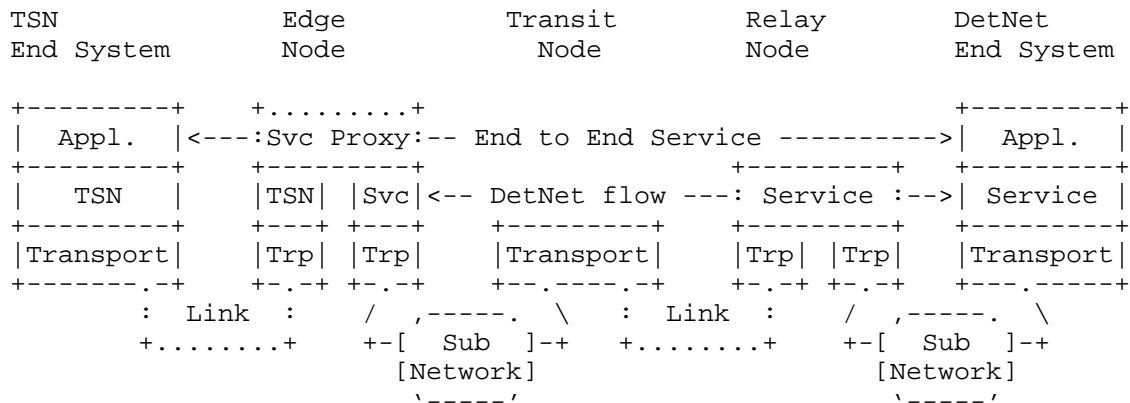 TSN Edge Transit Relay DetNet
End System Node Node Node End System
Appl. Svc Proxy End to End Service Appl.
TSN TSN Svc DetNet flow Service Service
Transport Trp Trp Transport Trp Trp Transport
Link Link
Sub Sub
Network Network